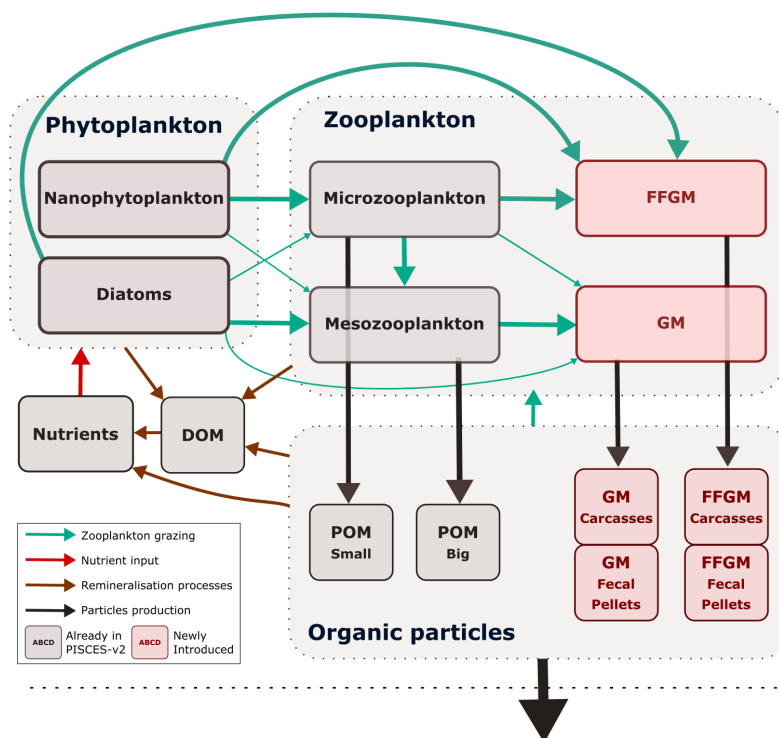 Phytoplankton
Zooplankton
Nanophytoplankton
Microzooplankton
FFGM
Diatoms
Mesozooplankton
GM
Nutrients
DOM
POM
Small
POM
Big
GM
Carcasses
GM
Fecal
Pellets
FFGM
Carcasses
FFGM
Fecal
Pellets
Organic particles
Zooplankton grazing
Nutrient input
Remineralisation processes
Particles production
ABCD
Already in
PISCES-v2
ABCD
Newly
Introduced